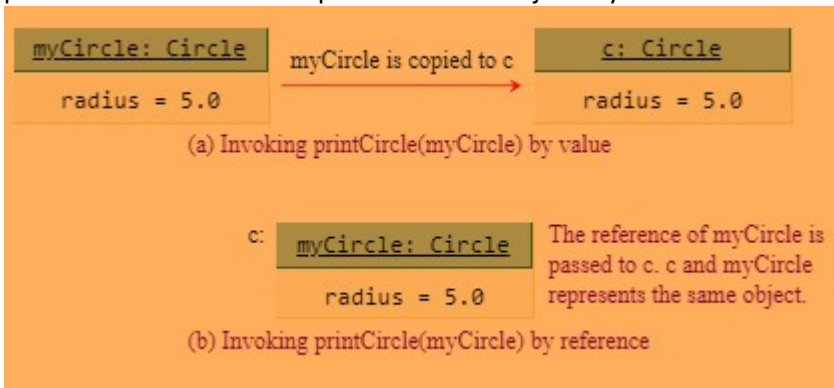 myCircle: Circle
myCircle is copied to c
c: Circle
radius = 5.0
radius = 5.0
(a) Invoking printCircle(myCircle) by value
c:
myCircle: Circle
radius = 5.0
The reference of myCircle is
passed to c. c and myCircle
represents the same object.
(b) Invoking printCircle(myCircle) by reference